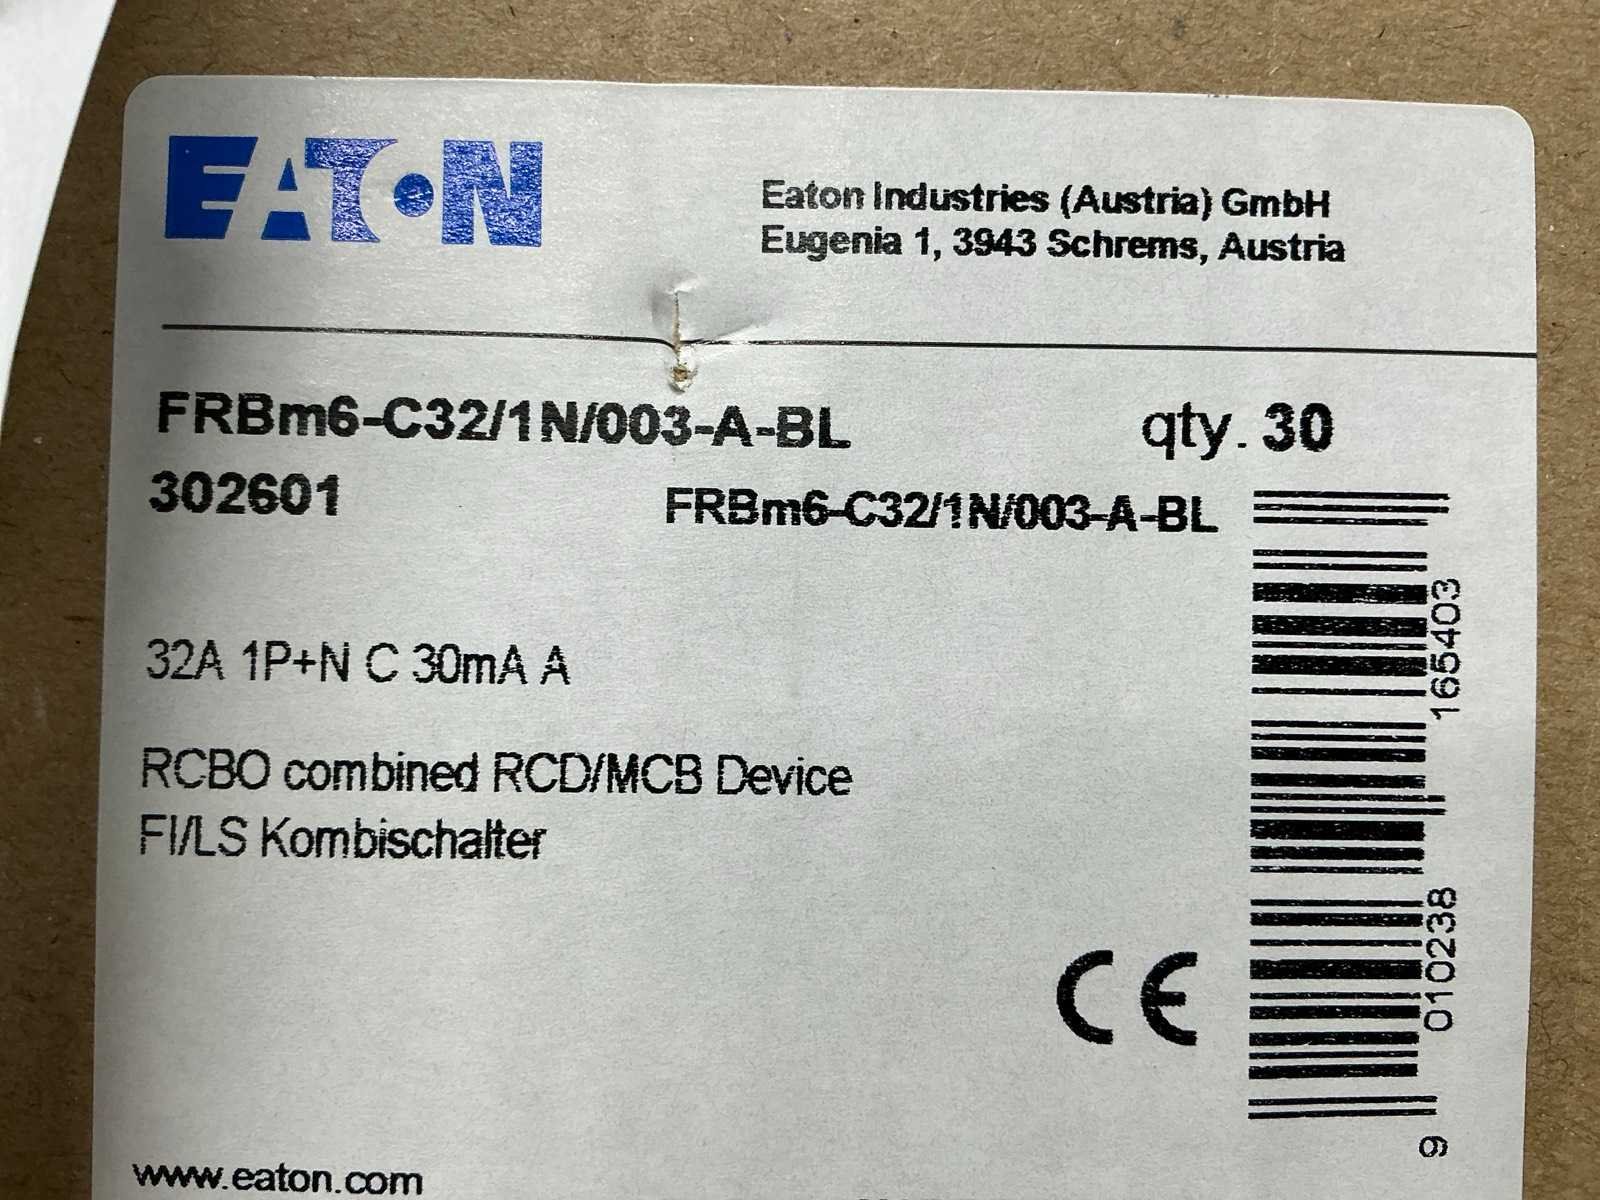 EATON
Eaton Industries (Austria) GmbH
Eugenia 1, 3943 Schrems, Austria
FRBm6-C32/1N/003-A-BL
qty. 30
302601
FRBm6-C32/1N/003-A-BL
32A 1P+N C 30mA A
RCBO combined RCD/MCB Device
FI/LS Kombischalter
CE
9 010238 165403
www.eaton.com